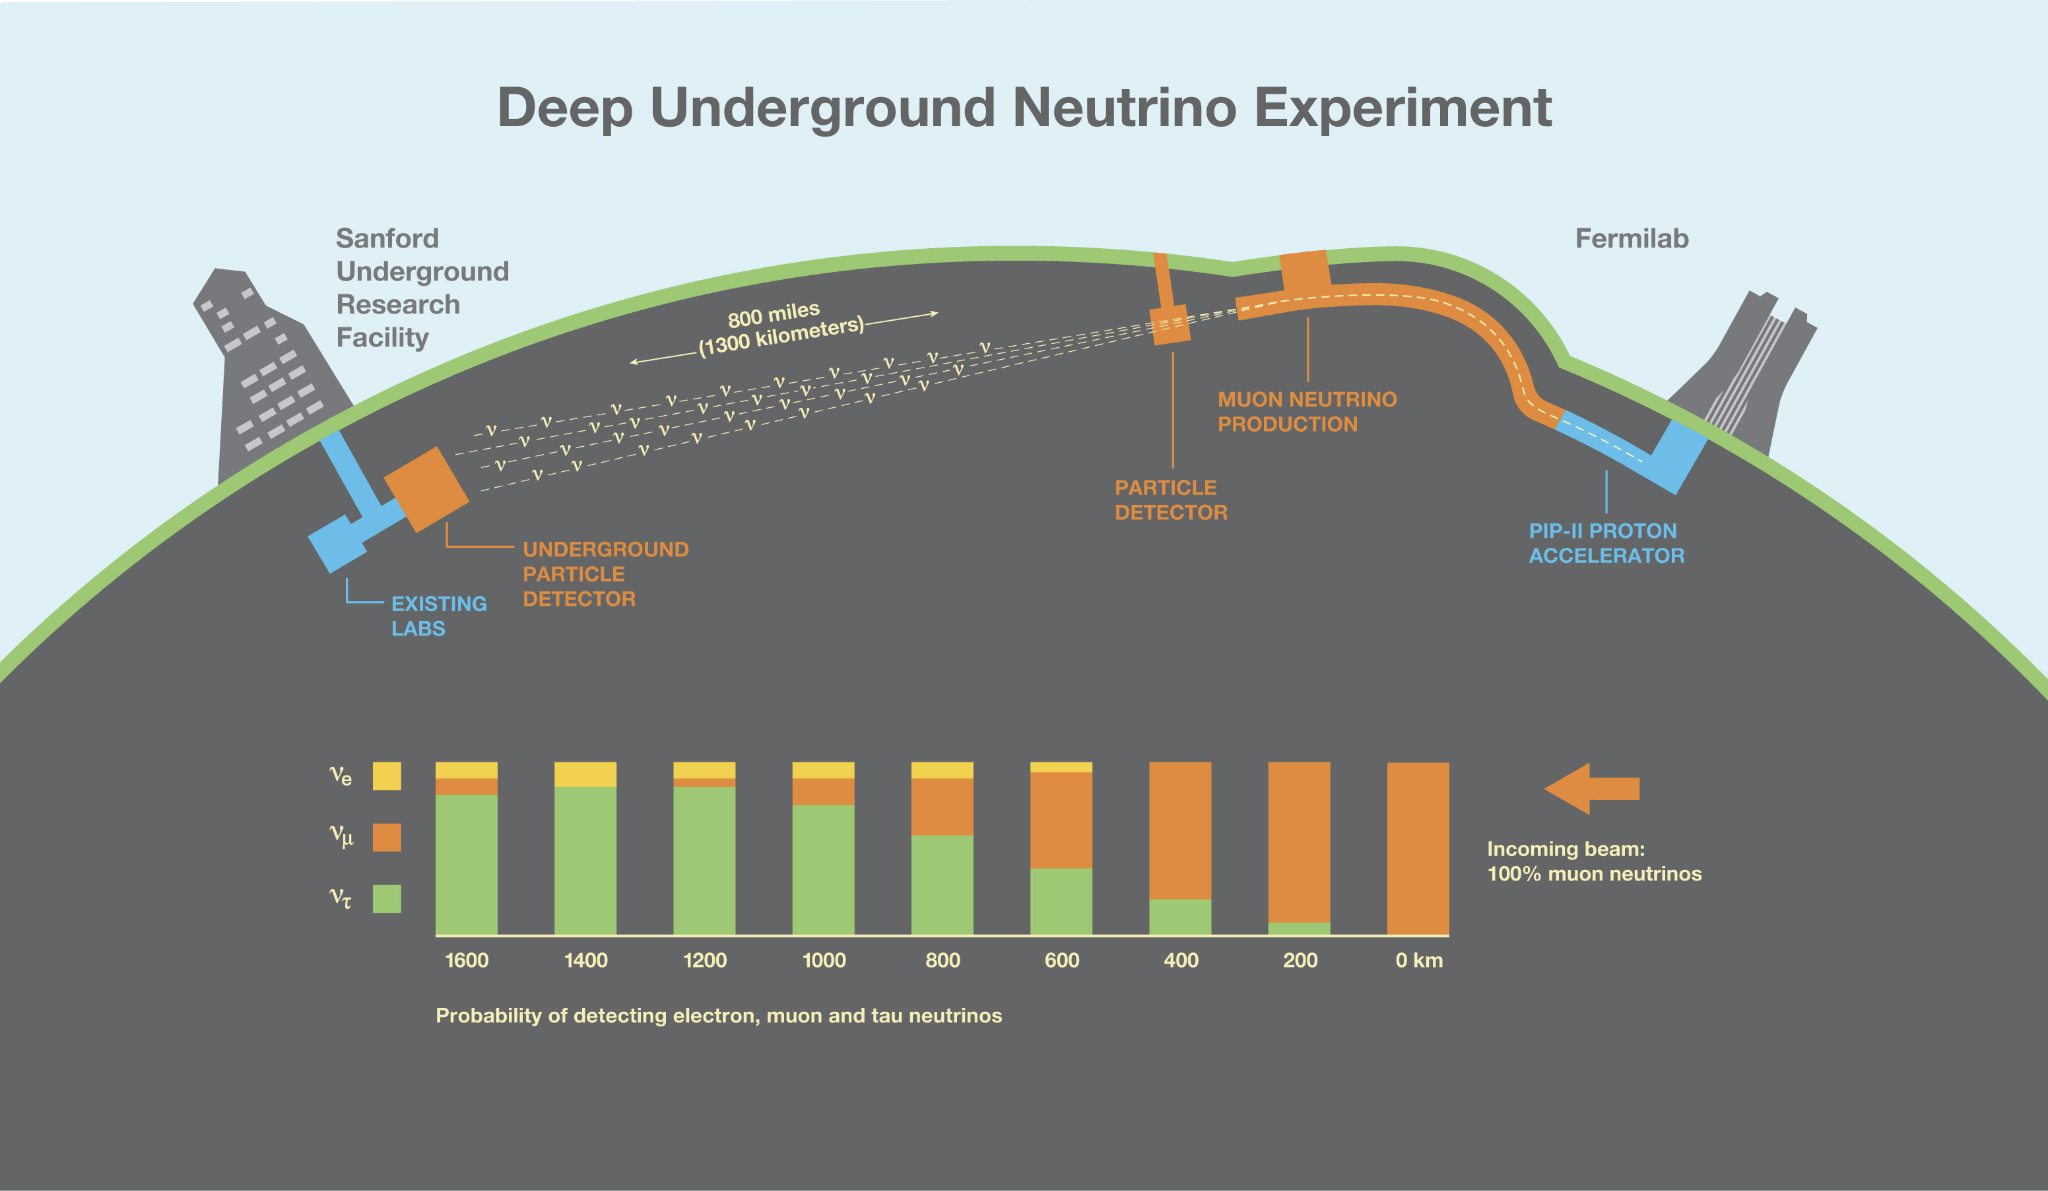 Deep Underground Neutrino Experiment
Sanford
Underground
Research
Facility
Fermilab
800 miles
(1300 kilometers)
ν ν ν ν ν ν ν ν ν ν
ν ν ν ν ν ν ν
ν ν ν ν ν ν ν ν
ν ν ν ν ν ν ν ν
MUON NEUTRINO
PRODUCTION
PARTICLE
DETECTOR
PIP-II PROTON
ACCELERATOR
UNDERGROUND
PARTICLE
DETECTOR
EXISTING
LABS
νe
νμ
ντ
Incoming beam:
100% muon neutrinos
1600 1400 1200 1000 800 600 400 200 0 km
Probability of detecting electron, muon and tau neutrinos